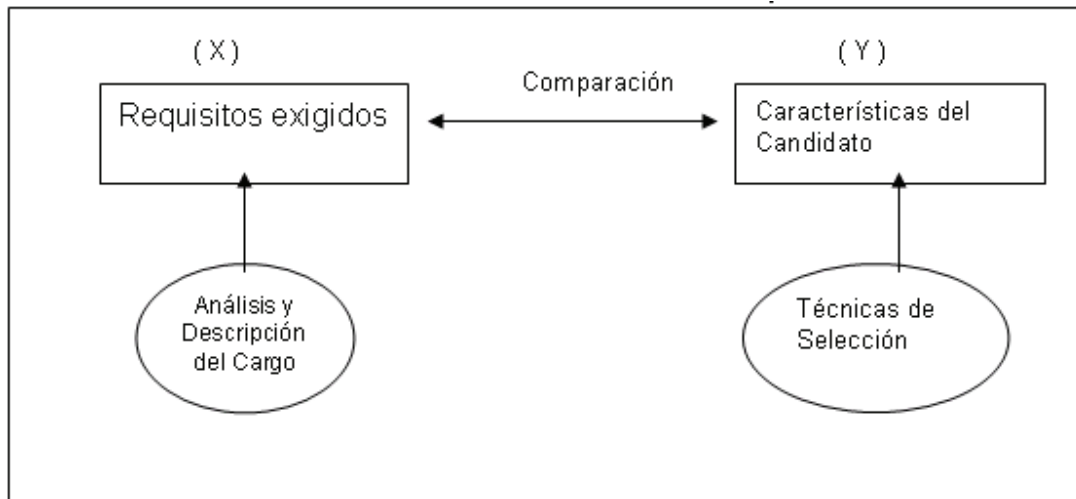 ( X )
( Y )
Comparación
Requisitos exigidos
Características del
Candidato
Análisis y
Descripción
del Cargo
Técnicas de
Selección